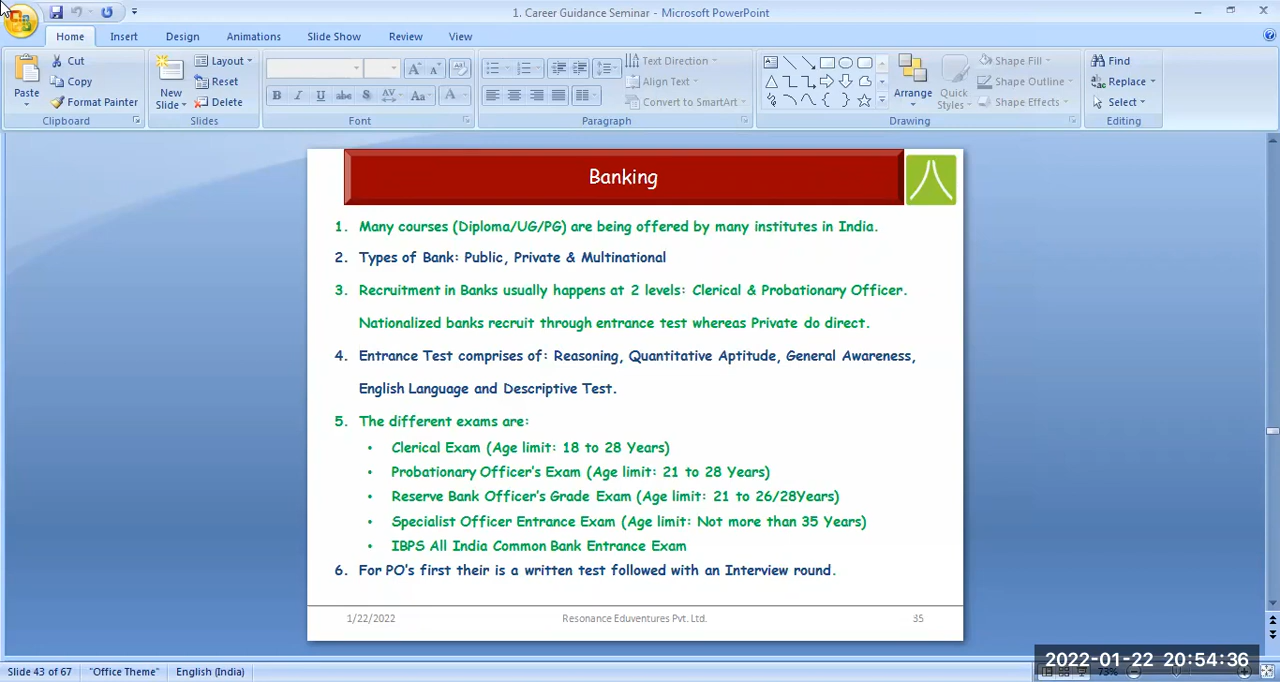 1. Career Guidance Seminar - Microsoft PowerPoint
Home Insert Design Animations Slide Show Review View
Cut Layout Text Direction Shape Fill Find
Copy Reset Align Text Shape Outline Replace
Paste Format Painter New Slide Delete Convert to SmartArt Arrange Quick Styles Shape Effects Select
Clipboard Slides Font Paragraph Drawing Editing
Banking
1. Many courses (Diploma/UG/PG) are being offered by many institutes in India.
2. Types of Bank: Public, Private & Multinational
3. Recruitment in Banks usually happens at 2 levels: Clerical & Probationary Officer.
Nationalized banks recruit through entrance test whereas Private do direct.
4. Entrance Test comprises of: Reasoning, Quantitative Aptitude, General Awareness,
English Language and Descriptive Test.
5. The different exams are:
• Clerical Exam (Age limit: 18 to 28 Years)
• Probationary Officer's Exam (Age limit: 21 to 28 Years)
• Reserve Bank Officer's Grade Exam (Age limit: 21 to 26/28Years)
• Specialist Officer Entrance Exam (Age limit: Not more than 35 Years)
• IBPS All India Common Bank Entrance Exam
6. For PO's first their is a written test followed with an Interview round.
1/22/2022 Resonance Eduventures Pvt. Ltd. 35
Slide 43 of 67 "Office Theme" English (India) 73%
2022-01-22 20:54:36